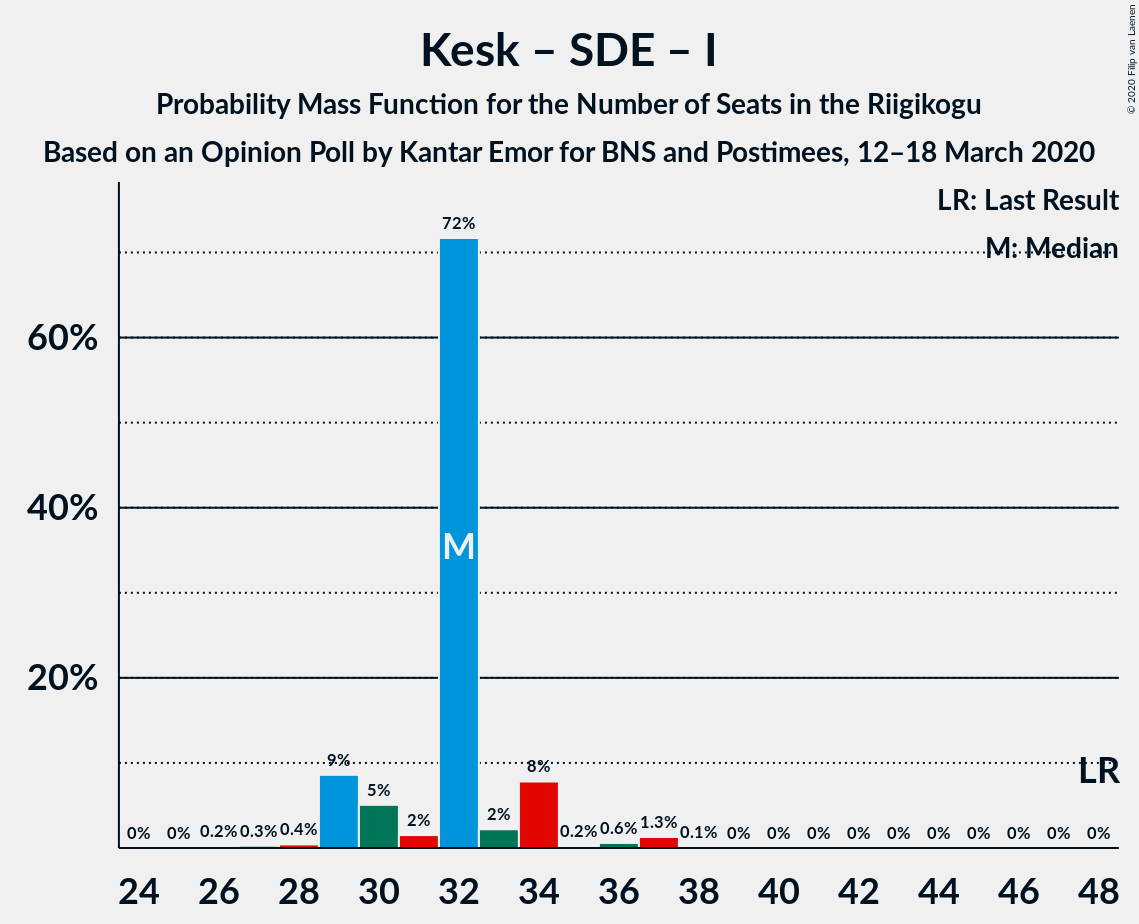 Kesk – SDE – I
Probability Mass Function for the Number of Seats in the Riigikogu
Based on an Opinion Poll by Kantar Emor for BNS and Postimees, 12–18 March 2020
© 2020 Filip van Laenen
LR: Last Result
M: Median
60%
40%
20%
0% 0% 0.2% 0.3% 0.4% 9% 5% 2% 72% 2% 8% 0.2% 0.6% 1.3% 0.1% 0% 0% 0% 0% 0% 0% 0% 0% 0% 0%
M
LR
24 26 28 30 32 34 36 38 40 42 44 46 48